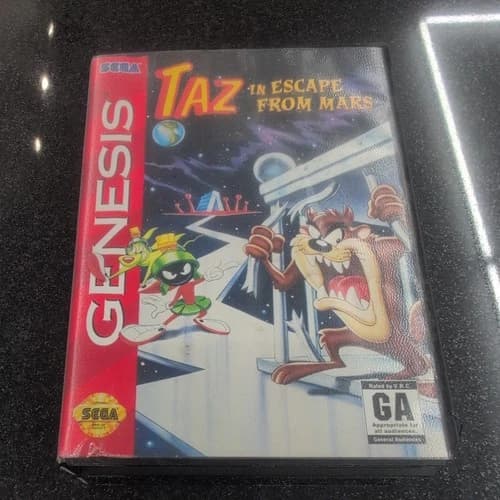 SEGA
TAZ IN ESCAPE
FROM MARS
GENESIS
SEGA
Rated by V.R.C.
GA
Appropriate for
all audiences.
General Audiences